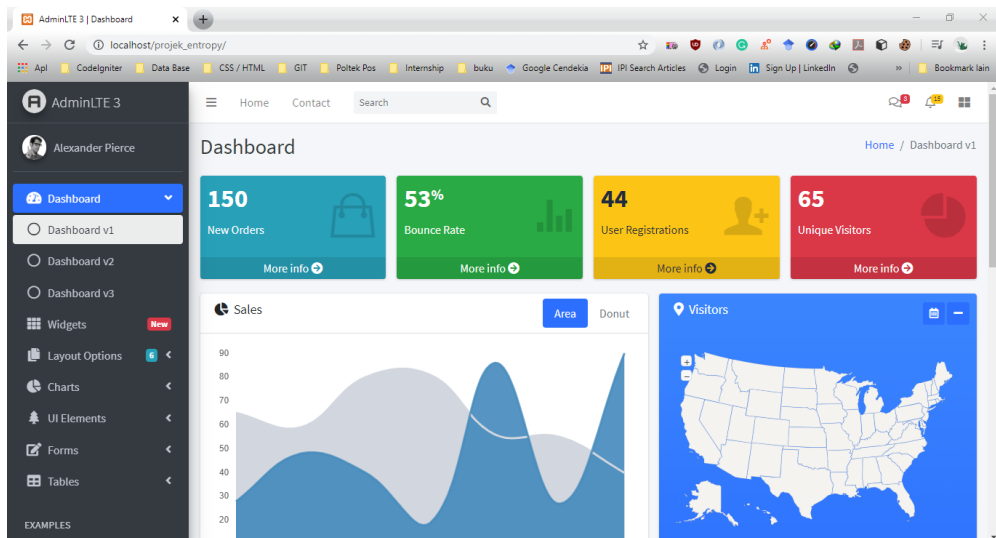 AdminLTE 3 | Dashboard
localhost/projek_entropy/
Apl CodeIgniter Data Base CSS / HTML GIT Poltek Pos Internship buku Google Cendekia IPI Search Articles Login Sign Up | LinkedIn » Bookmark lain
AdminLTE 3
Home Contact Search
3 15
Alexander Pierce
Dashboard
Home / Dashboard v1
Dashboard
Dashboard v1
Dashboard v2
Dashboard v3
Widgets New
Layout Options 6
Charts
UI Elements
Forms
Tables
EXAMPLES
150
New Orders
More info
53%
Bounce Rate
More info
44
User Registrations
More info
65
Unique Visitors
More info
Sales
Area Donut
90
80
70
60
50
40
30
20
Visitors
+
−